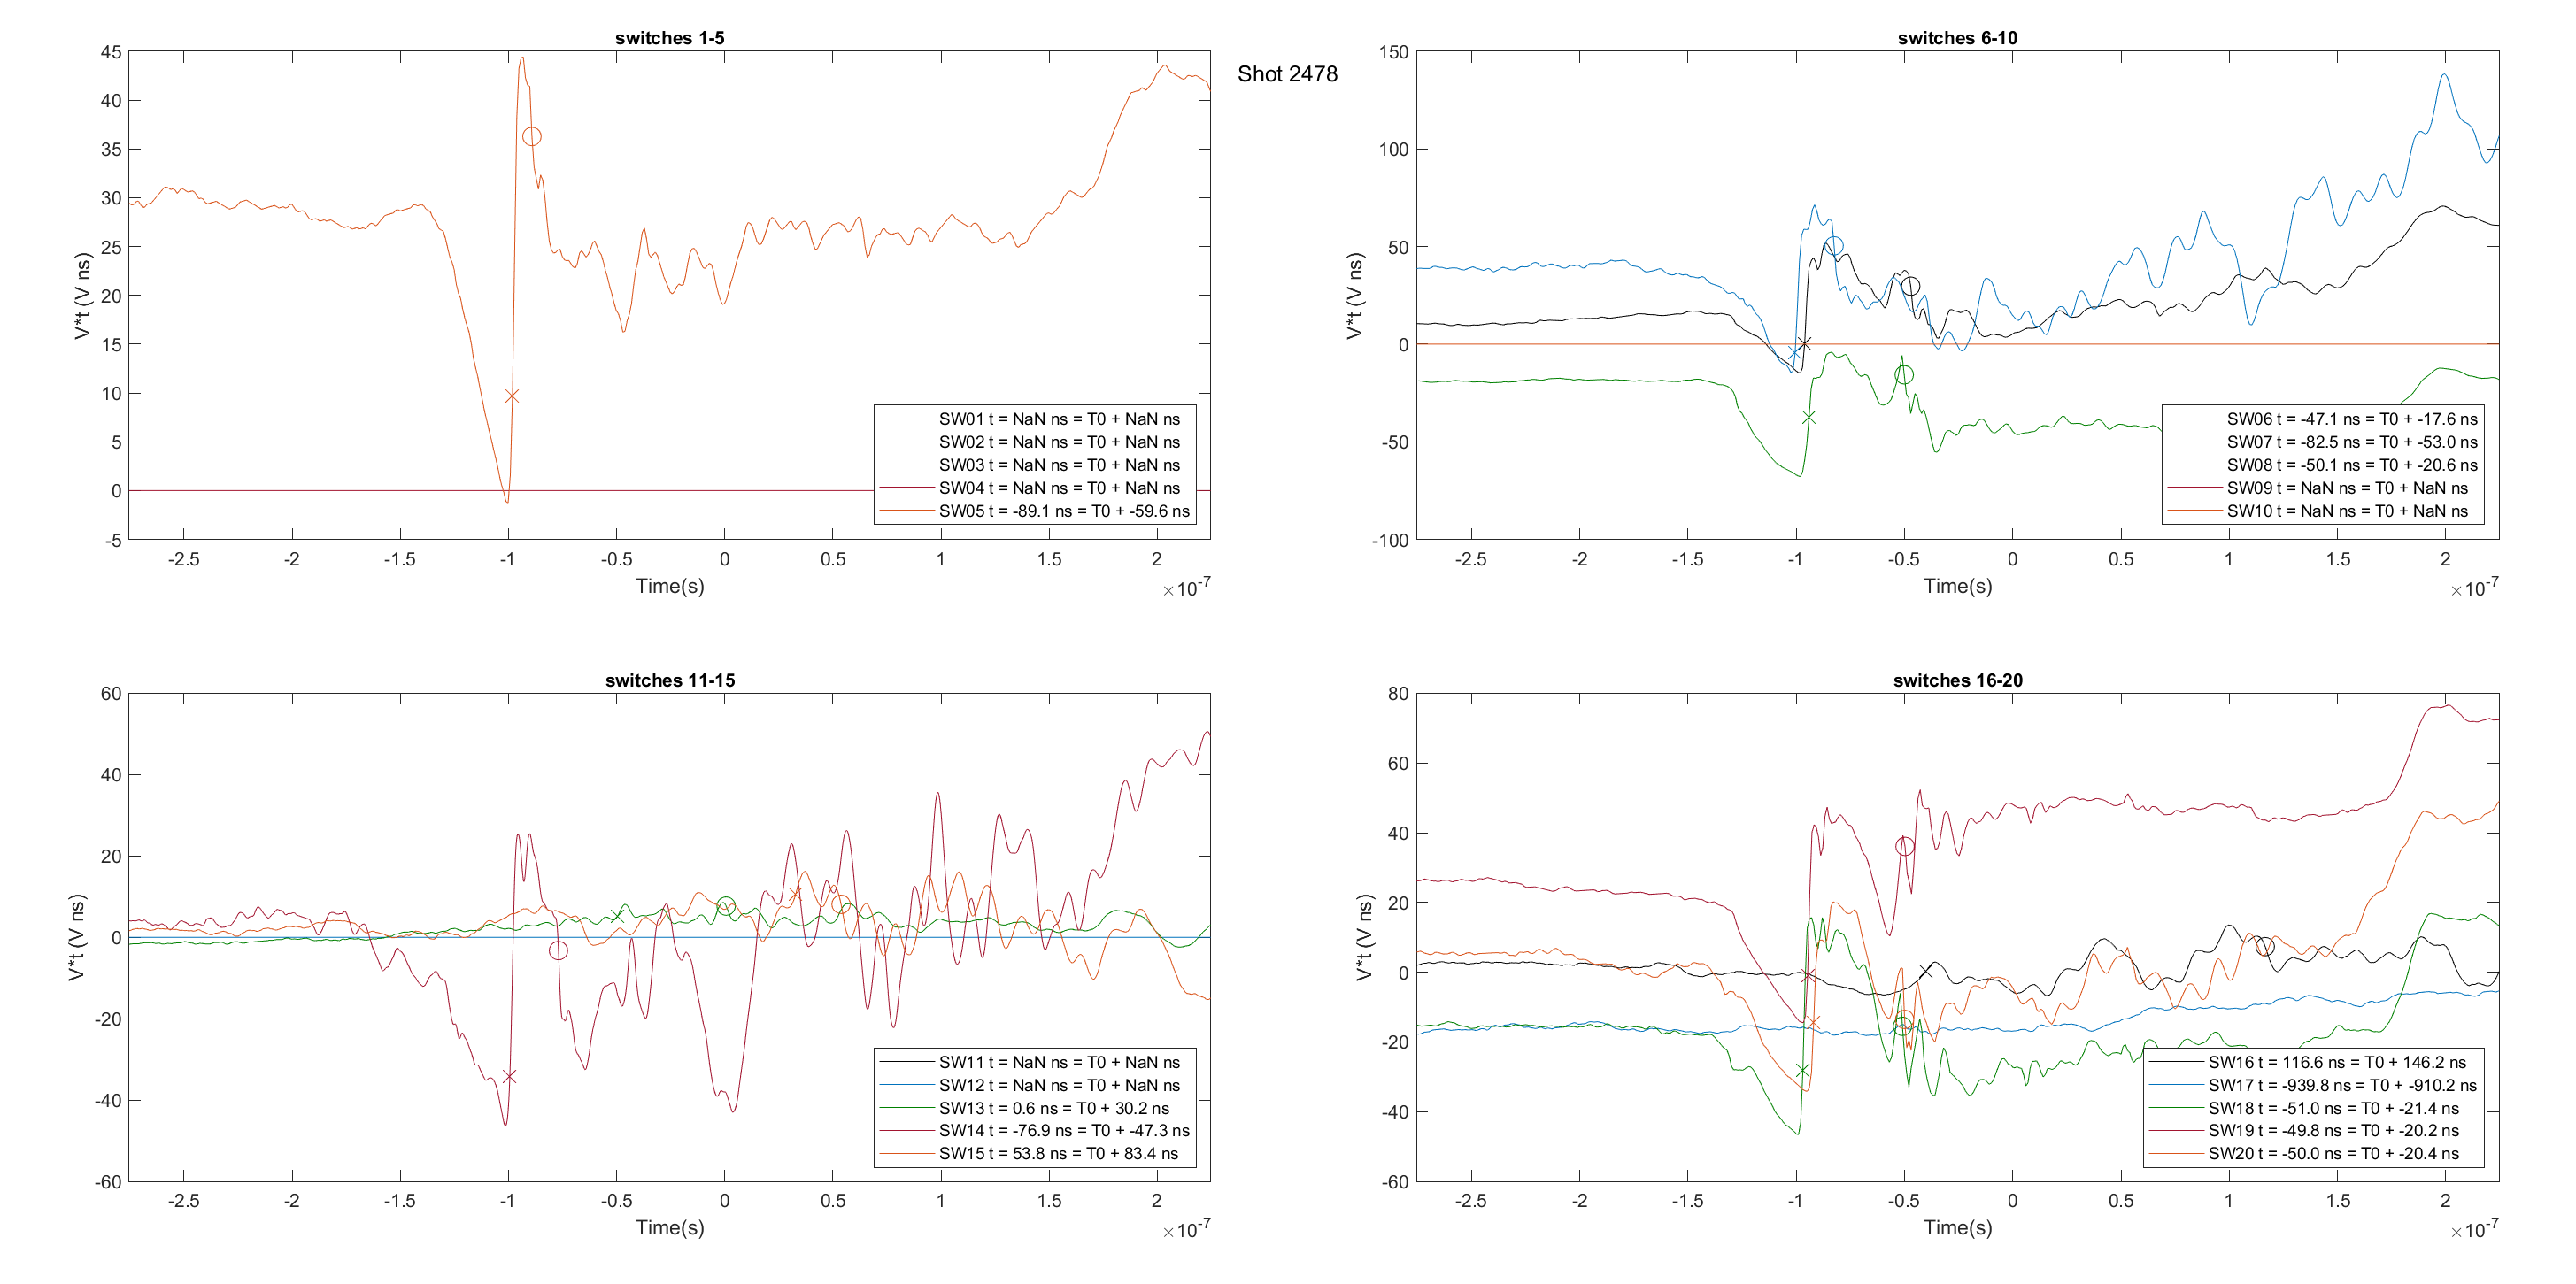 Shot 2478
switches 1-5
45
40
35
30
25
20
15
10
5
0
-5
V*t (V ns)
-2.5 -2 -1.5 -1 -0.5 0 0.5 1 1.5 2
Time(s)
×10-7
SW01 t = NaN ns = T0 + NaN ns
SW02 t = NaN ns = T0 + NaN ns
SW03 t = NaN ns = T0 + NaN ns
SW04 t = NaN ns = T0 + NaN ns
SW05 t = -89.1 ns = T0 + -59.6 ns
switches 6-10
150
100
50
0
-50
-100
V*t (V ns)
-2.5 -2 -1.5 -1 -0.5 0 0.5 1 1.5 2
Time(s)
×10-7
SW06 t = -47.1 ns = T0 + -17.6 ns
SW07 t = -82.5 ns = T0 + -53.0 ns
SW08 t = -50.1 ns = T0 + -20.6 ns
SW09 t = NaN ns = T0 + NaN ns
SW10 t = NaN ns = T0 + NaN ns
switches 11-15
60
40
20
0
-20
-40
-60
V*t (V ns)
-2.5 -2 -1.5 -1 -0.5 0 0.5 1 1.5 2
Time(s)
×10-7
SW11 t = NaN ns = T0 + NaN ns
SW12 t = NaN ns = T0 + NaN ns
SW13 t = 0.6 ns = T0 + 30.2 ns
SW14 t = -76.9 ns = T0 + -47.3 ns
SW15 t = 53.8 ns = T0 + 83.4 ns
switches 16-20
80
60
40
20
0
-20
-40
-60
V*t (V ns)
-2.5 -2 -1.5 -1 -0.5 0 0.5 1 1.5 2
Time(s)
×10-7
SW16 t = 116.6 ns = T0 + 146.2 ns
SW17 t = -939.8 ns = T0 + -910.2 ns
SW18 t = -51.0 ns = T0 + -21.4 ns
SW19 t = -49.8 ns = T0 + -20.2 ns
SW20 t = -50.0 ns = T0 + -20.4 ns